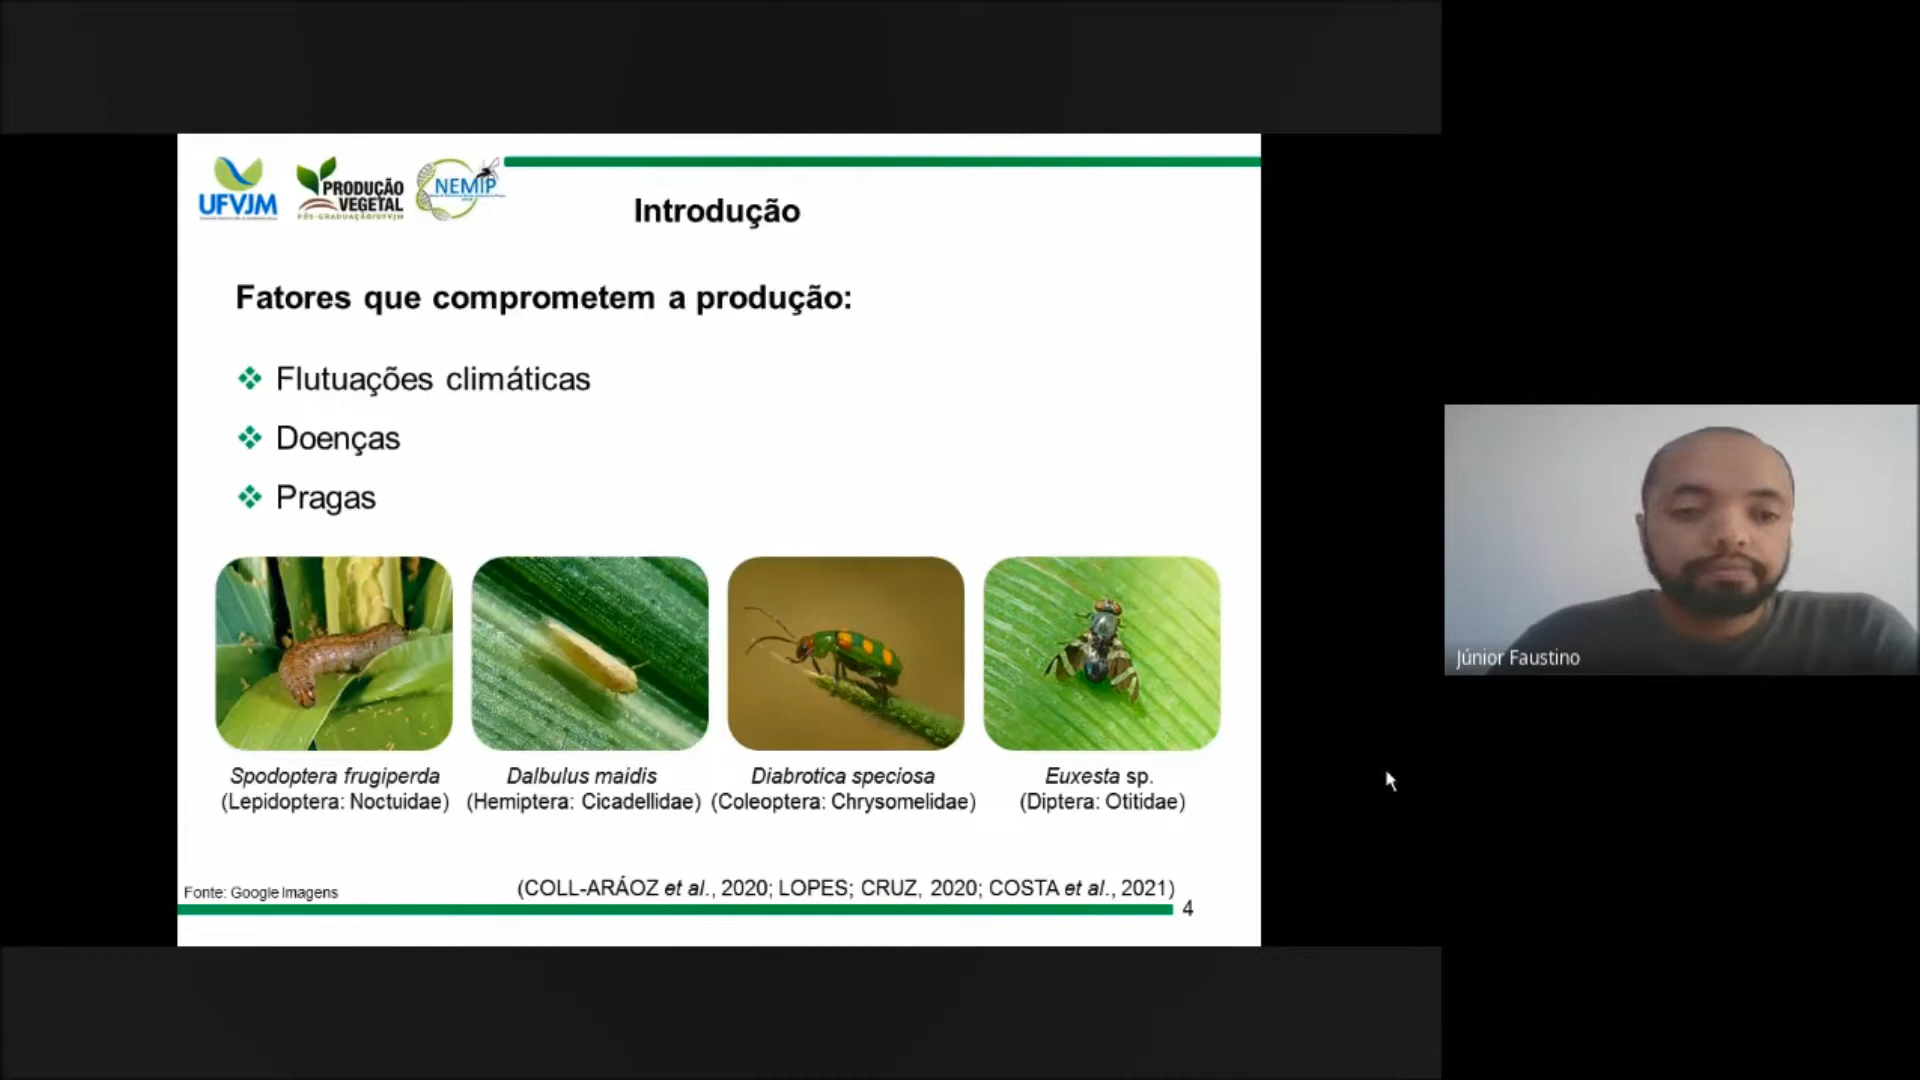 UFVJM
PRODUÇÃO
VEGETAL
PÓS-GRADUAÇÃO/UFVJM
NEMIP
Introdução
Fatores que comprometem a produção:
Flutuações climáticas
Doenças
Pragas
Spodoptera frugiperda
(Lepidoptera: Noctuidae)
Dalbulus maidis
(Hemiptera: Cicadellidae)
Diabrotica speciosa
(Coleoptera: Chrysomelidae)
Euxesta sp.
(Diptera: Otitidae)
Fonte: Google Imagens
(COLL-ARÁOZ et al., 2020; LOPES; CRUZ, 2020; COSTA et al., 2021)
4
Júnior Faustino